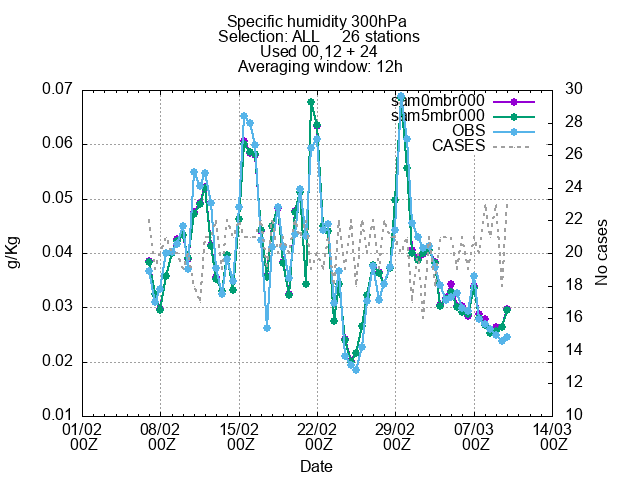 Specific humidity 300hPa
Selection: ALL 26 stations
Used 00,12 + 24
Averaging window: 12h
0.07
0.06
0.05
0.04
0.03
0.02
0.01
g/Kg
30
28
26
24
22
20
18
16
14
12
10
No cases
sam0mbr000
sam5mbr000
OBS
CASES
01/02 08/02 15/02 22/02 29/02 07/03 14/03
00Z 00Z 00Z 00Z 00Z 00Z 00Z
Date